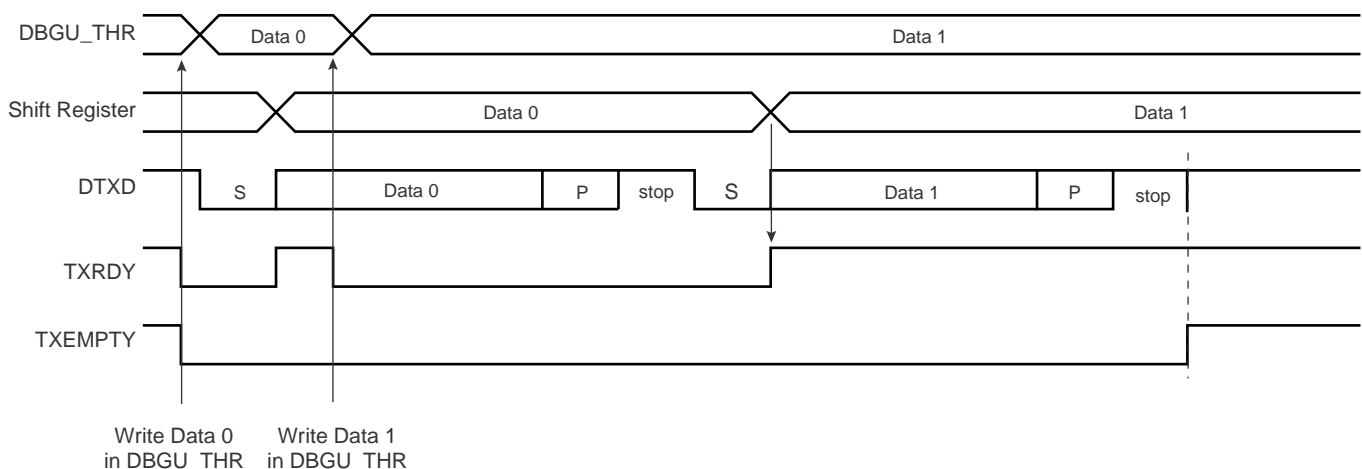 DBGU_THR Data 0 Data 1
Shift Register Data 0 Data 1
DTXD S Data 0 P stop S Data 1 P stop
TXRDY
TXEMPTY
Write Data 0 Write Data 1
in DBGU_THR in DBGU_THR